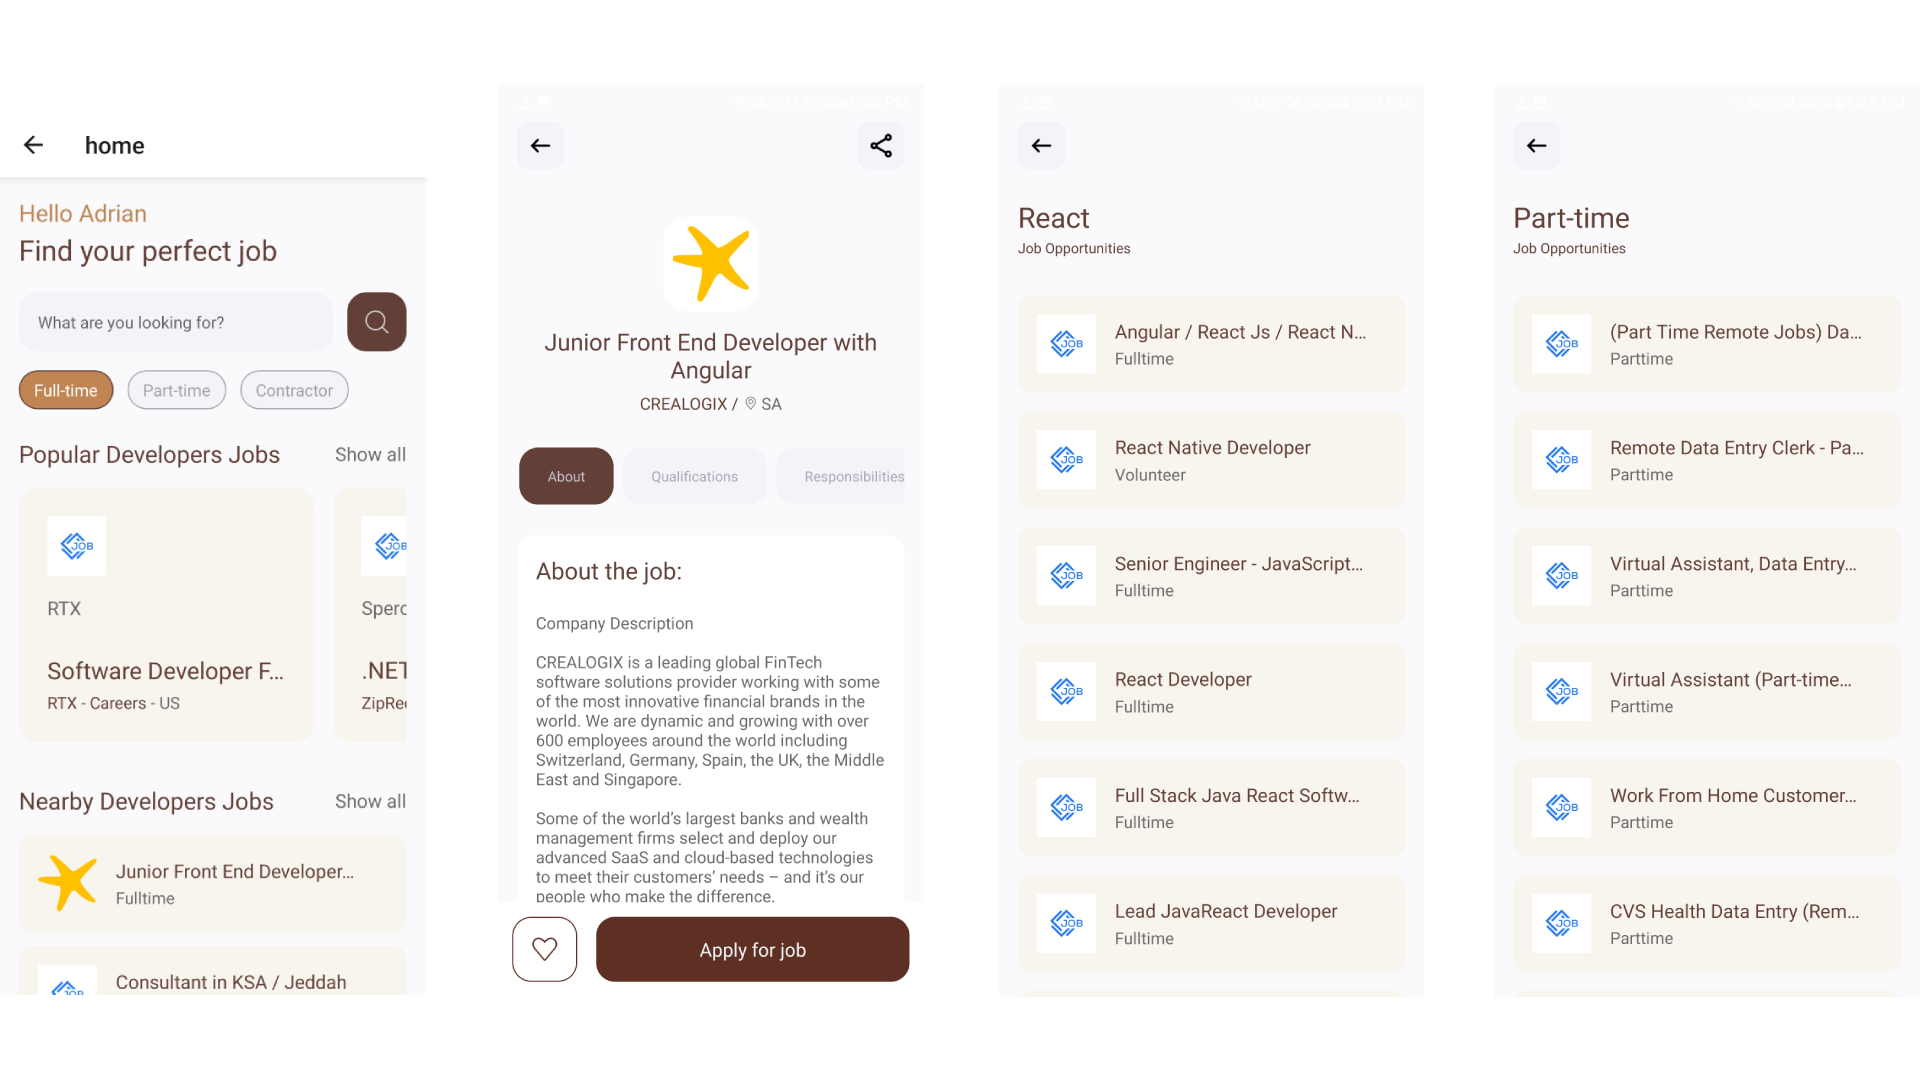 home
Hello Adrian
Find your perfect job
What are you looking for?
Full-time
Part-time
Contractor
Popular Developers Jobs
Show all
JOB
RTX
Software Developer F...
RTX - Careers - US
JOB
Sperc
.NET
ZipRe
Nearby Developers Jobs
Show all
Junior Front End Developer...
Fulltime
JOB
Consultant in KSA / Jeddah
57% 5:26 PM
Junior Front End Developer with
Angular
CREALOGIX / SA
About
Qualifications
Responsibilities
About the job:
Company Description
CREALOGIX is a leading global FinTech
software solutions provider working with some
of the most innovative financial brands in the
world. We are dynamic and growing with over
600 employees around the world including
Switzerland, Germany, Spain, the UK, the Middle
East and Singapore.
Some of the world's largest banks and wealth
management firms select and deploy our
advanced SaaS and cloud-based technologies
to meet their customers' needs – and it's our
people who make the difference.
Apply for job
56% 5:27 PM
React
Job Opportunities
JOB
Angular / React Js / React N...
Fulltime
JOB
React Native Developer
Volunteer
JOB
Senior Engineer - JavaScript...
Fulltime
JOB
React Developer
Fulltime
JOB
Full Stack Java React Softw...
Fulltime
JOB
Lead JavaReact Developer
Fulltime
PM
Part-time
Job Opportunities
JOB
(Part Time Remote Jobs) Da...
Parttime
JOB
Remote Data Entry Clerk - Pa...
Parttime
JOB
Virtual Assistant, Data Entry...
Parttime
JOB
Virtual Assistant (Part-time...
Parttime
JOB
Work From Home Customer...
Parttime
JOB
CVS Health Data Entry (Rem...
Parttime